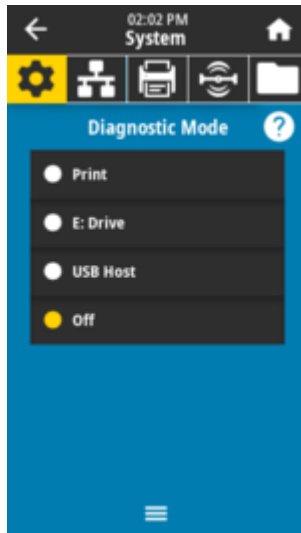 02:02 PM
System
Diagnostic Mode
?
Print
E: Drive
USB Host
Off